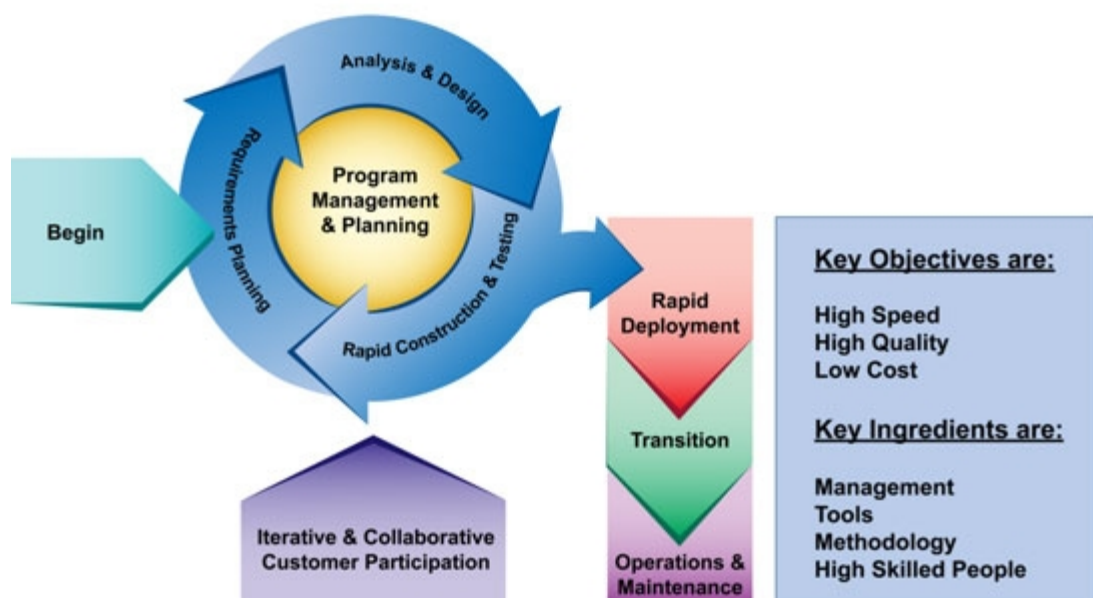 Begin
Requirements Planning
Analysis & Design
Rapid Construction & Testing
Program
Management
& Planning
Iterative & Collaborative
Customer Participation
Rapid
Deployment
Transition
Operations &
Maintenance
Key Objectives are:
High Speed
High Quality
Low Cost
Key Ingredients are:
Management
Tools
Methodology
High Skilled People